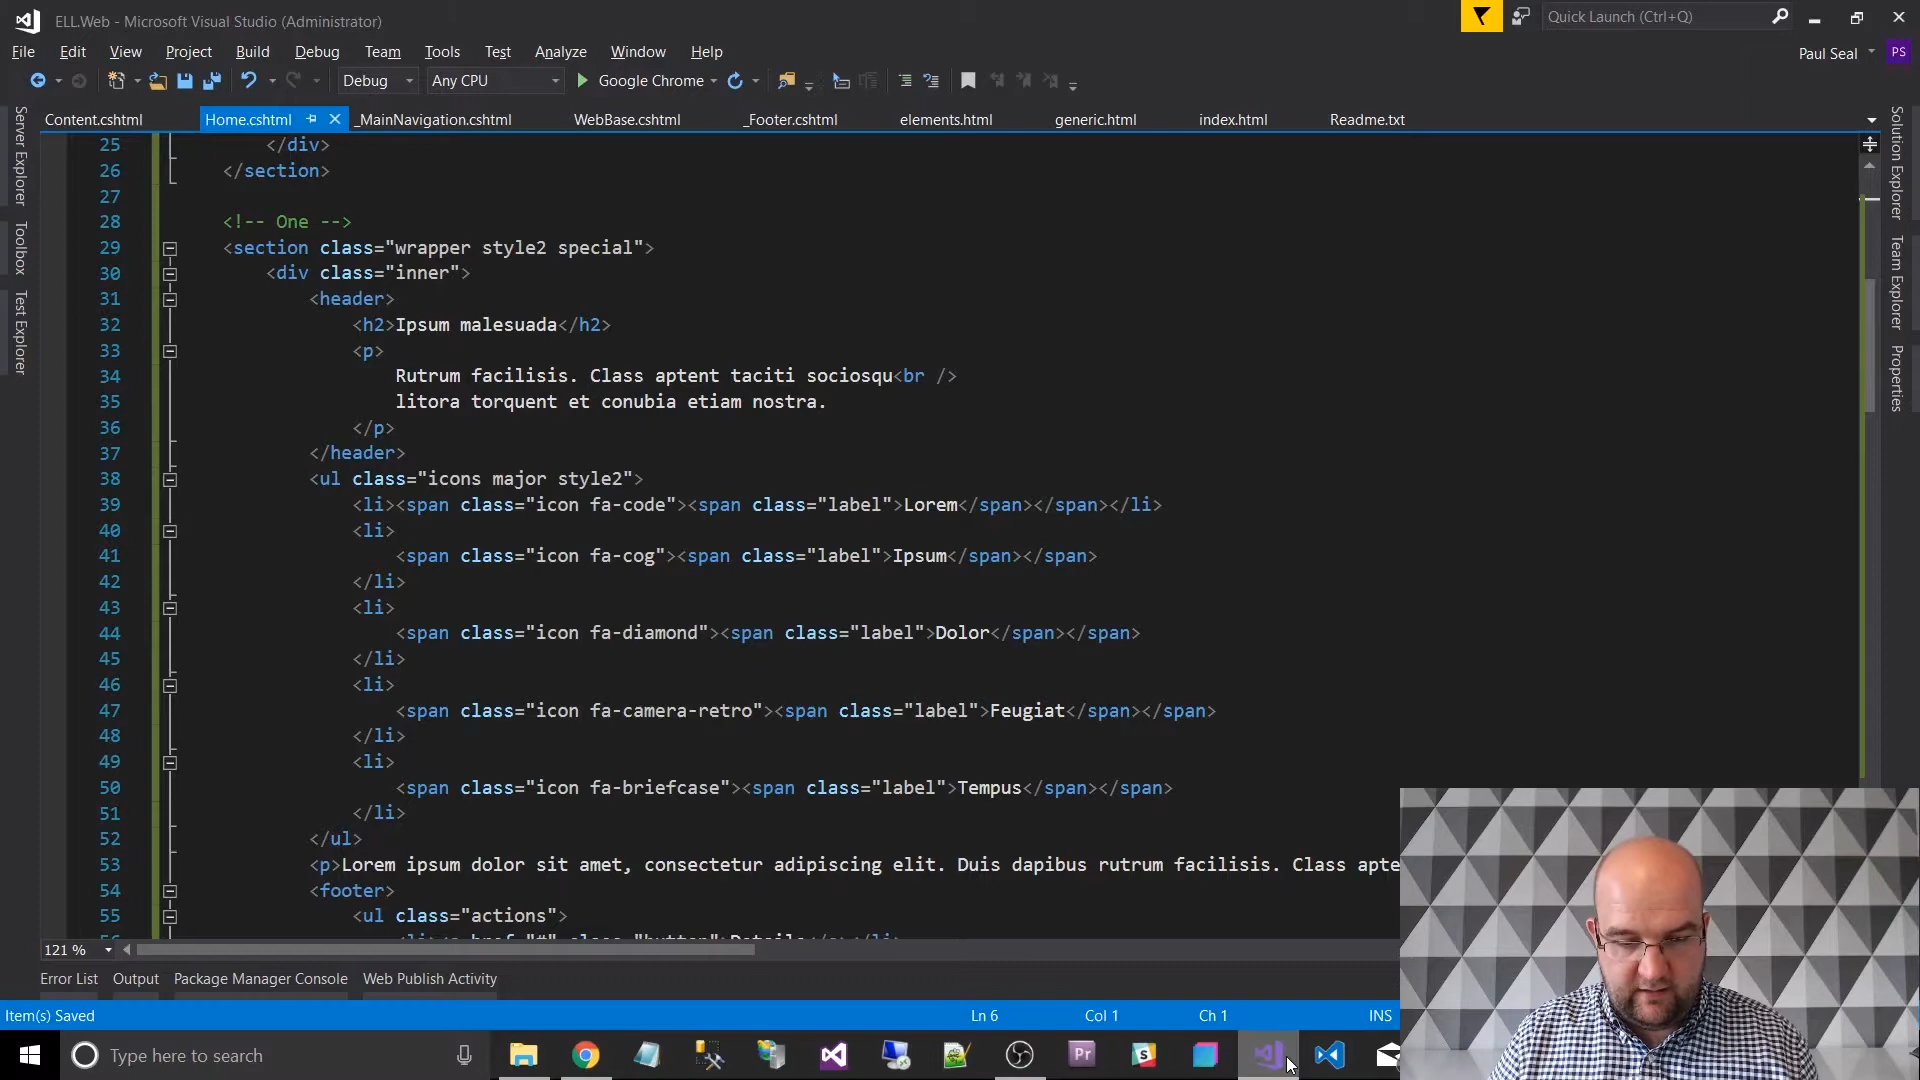 ELL.Web - Microsoft Visual Studio (Administrator)
Quick Launch (Ctrl+Q)
File Edit View Project Build Debug Team Tools Test Analyze Window Help
Paul Seal PS
Debug Any CPU Google Chrome
Content.cshtml Home.cshtml _MainNavigation.cshtml WebBase.cshtml _Footer.cshtml elements.html generic.html index.html Readme.txt
Server Explorer
Toolbox
Test Explorer
Solution Explorer
Team Explorer
Properties
25 </div>
26 </section>
27
28 <!-- One -->
29 <section class="wrapper style2 special">
30 <div class="inner">
31 <header>
32 <h2>Ipsum malesuada</h2>
33 <p>
34 Rutrum facilisis. Class aptent taciti sociosqu<br />
35 litora torquent et conubia etiam nostra.
36 </p>
37 </header>
38 <ul class="icons major style2">
39 <li><span class="icon fa-code"><span class="label">Lorem</span></span></li>
40 <li>
41 <span class="icon fa-cog"><span class="label">Ipsum</span></span>
42 </li>
43 <li>
44 <span class="icon fa-diamond"><span class="label">Dolor</span></span>
45 </li>
46 <li>
47 <span class="icon fa-camera-retro"><span class="label">Feugiat</span></span>
48 </li>
49 <li>
50 <span class="icon fa-briefcase"><span class="label">Tempus</span></span>
51 </li>
52 </ul>
53 <p>Lorem ipsum dolor sit amet, consectetur adipiscing elit. Duis dapibus rutrum facilisis. Class apte
54 <footer>
55 <ul class="actions">
121 %
Error List Output Package Manager Console Web Publish Activity
Item(s) Saved Ln 6 Col 1 Ch 1 INS
Type here to search
Pr
S